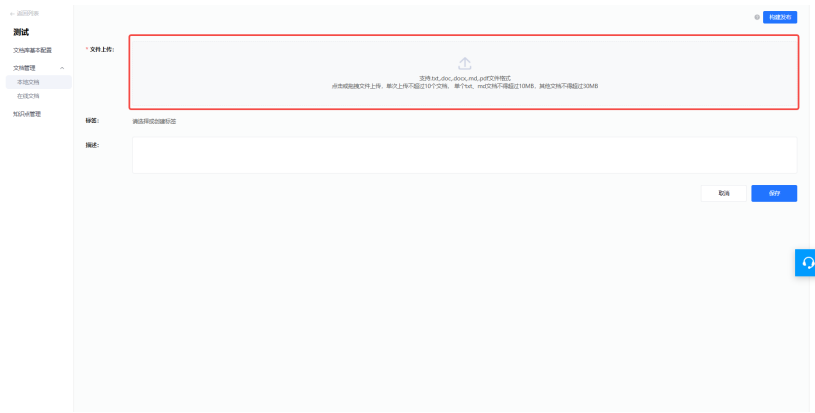 ← 返回列表
构建发布
测试
文档库基本配置
* 文件上传：
文档管理
支持.txt,.doc,.docx,.md,.pdf文件格式
点击或拖拽文件上传，单次上传不超过10个文档、单个txt、md文档不得超过10MB，其他文档不得超过30MB
本地文档
在线文档
知识点管理
标签：
请选择或创建标签
描述：
取消
保存